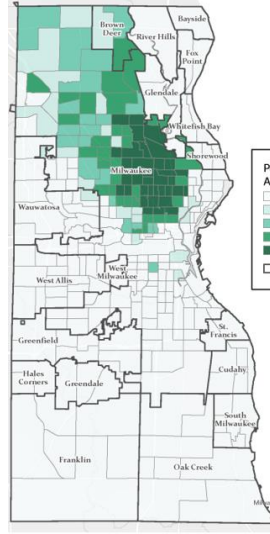 Bayside
Brown
Deer
River Hills
Fox
Point
Glendale
Whitefish Bay
Shorewood
Milwaukee
P
A
Wauwatosa
West
Milwaukee
West Allis
St.
Francis
Greenfield
Cudahy
Hales
Corners
Greendale
South
Milwaukee
Franklin
Oak Creek
Milw